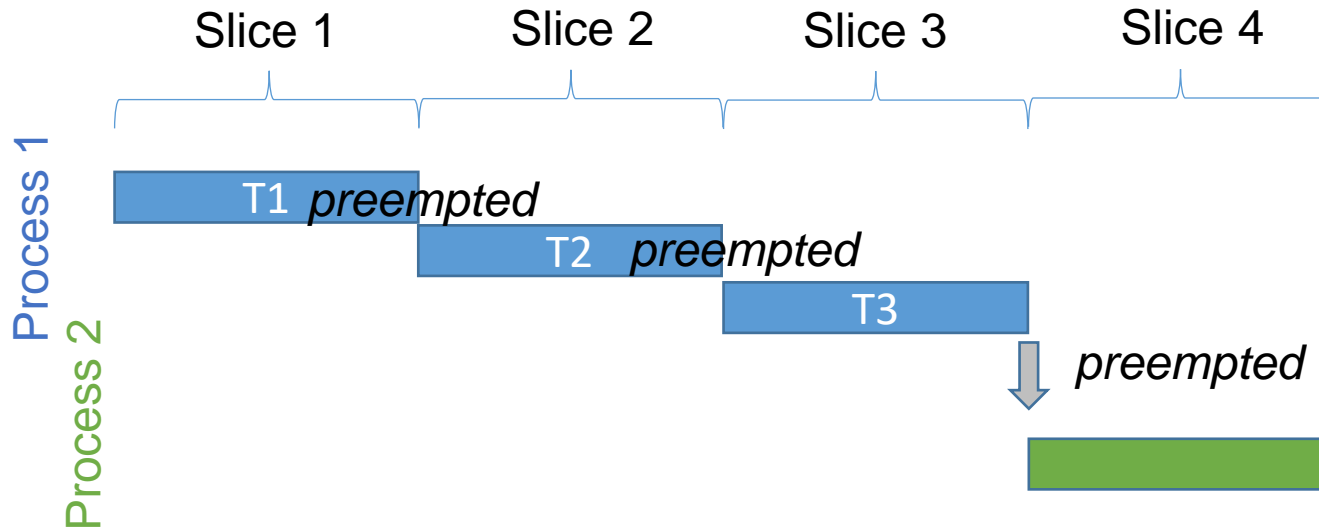 Slice 1
Slice 2
Slice 3
Slice 4
Process 1
T1
preempted
T2
preempted
T3
preempted
Process 2